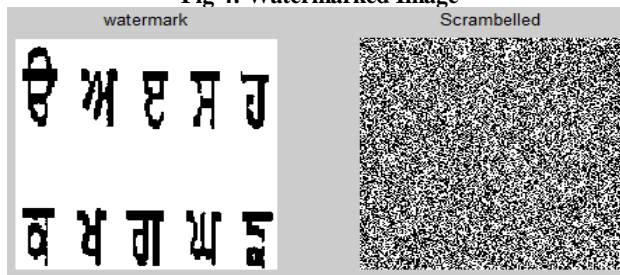 Fig 4: Watermarked Image
watermark
Scrambelled
ੳ ਅ ੲ ਸ ਹ
ਕ ਖ ਗ ਘ ਙ